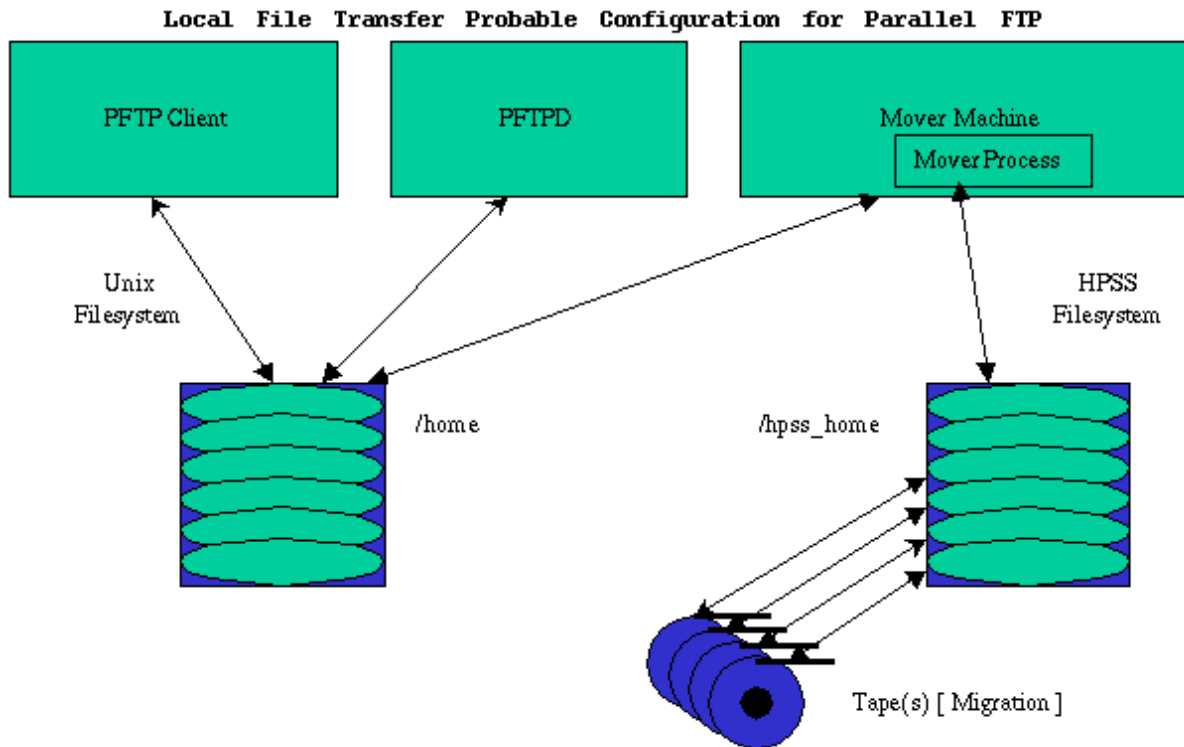 Local File Transfer Probable Configuration for Parallel FTP
PFTP Client
PFTPD
Mover Machine
Mover Process
Unix
Filesystem
HPSS
Filesystem
/home
/hpss_home
Tape(s) [ Migration ]